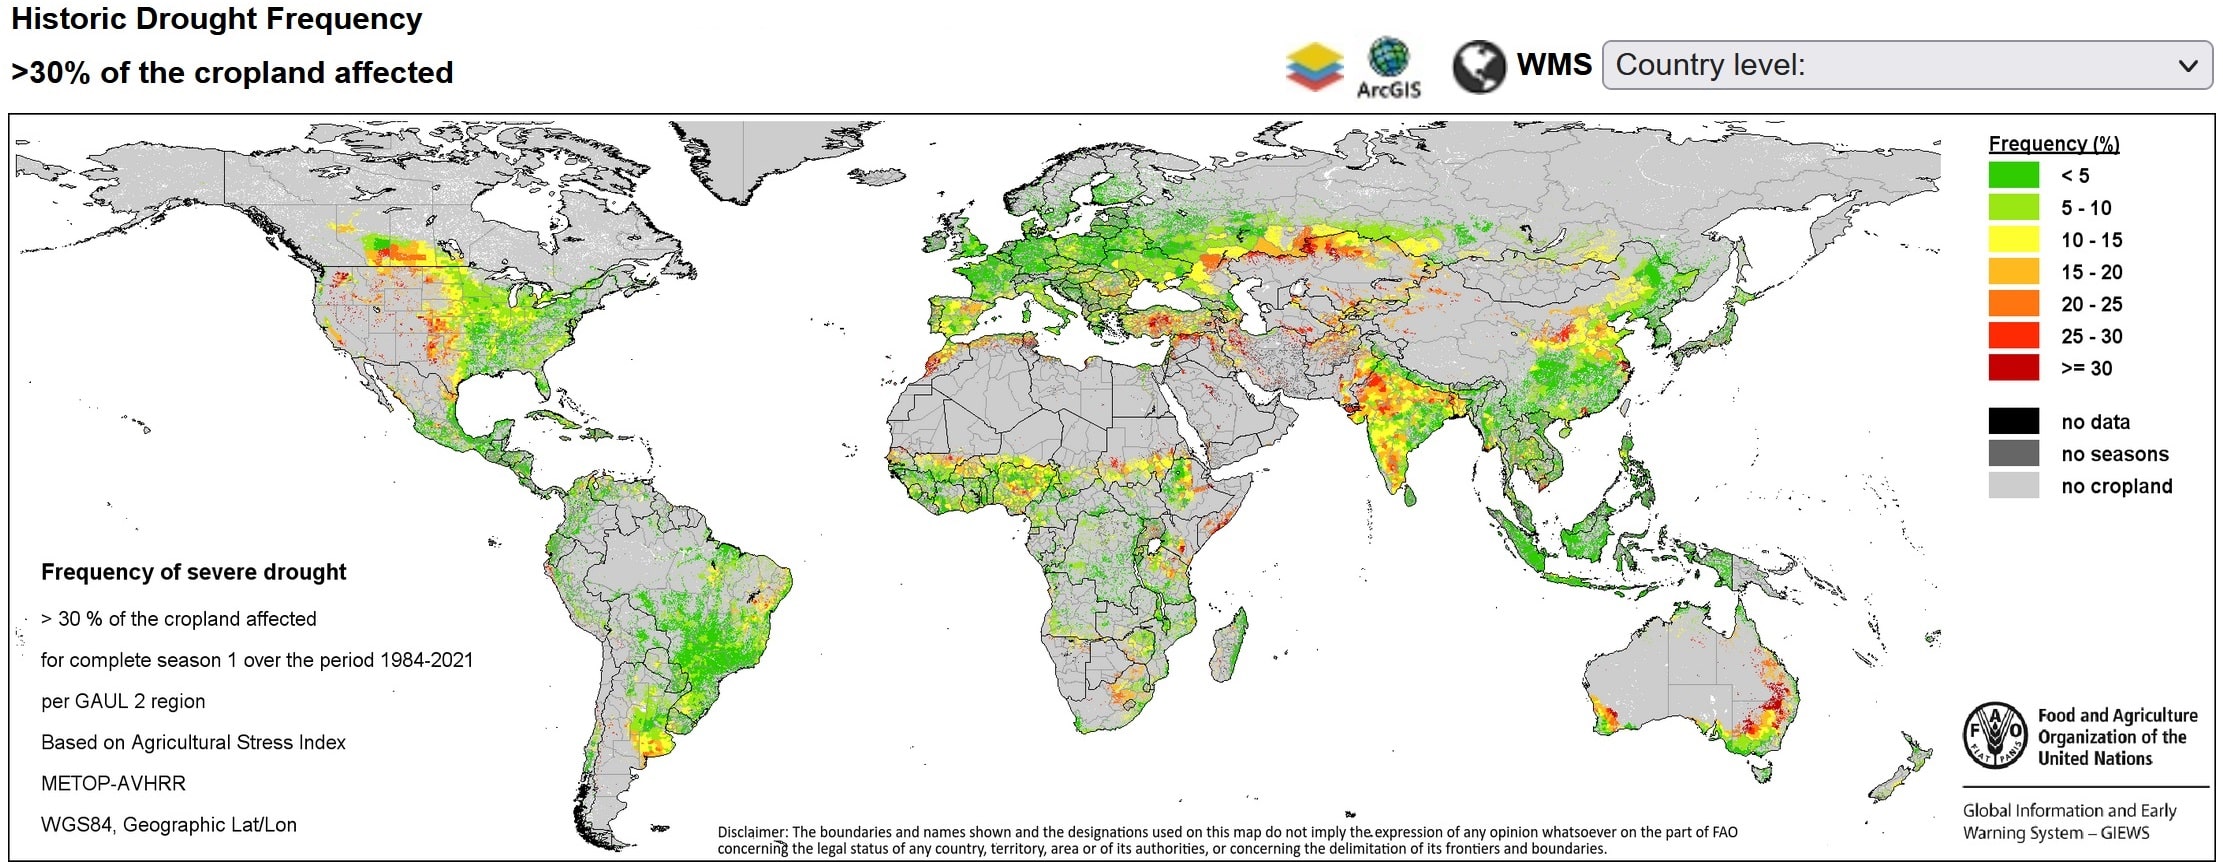 Historic Drought Frequency
>30% of the cropland affected
ArcGIS
WMS
Country level:
Frequency (%)
< 5
5 - 10
10 - 15
15 - 20
20 - 25
25 - 30
>= 30
no data
no seasons
no cropland
Frequency of severe drought
> 30 % of the cropland affected
for complete season 1 over the period 1984-2021
per GAUL 2 region
Based on Agricultural Stress Index
METOP-AVHRR
WGS84, Geographic Lat/Lon
F A O
FIAT PANIS
Food and Agriculture
Organization of the
United Nations
Global Information and Early
Warning System – GIEWS
Disclaimer: The boundaries and names shown and the designations used on this map do not imply the expression of any opinion whatsoever on the part of FAO
concerning the legal status of any country, territory, area or of its authorities, or concerning the delimitation of its frontiers and boundaries.